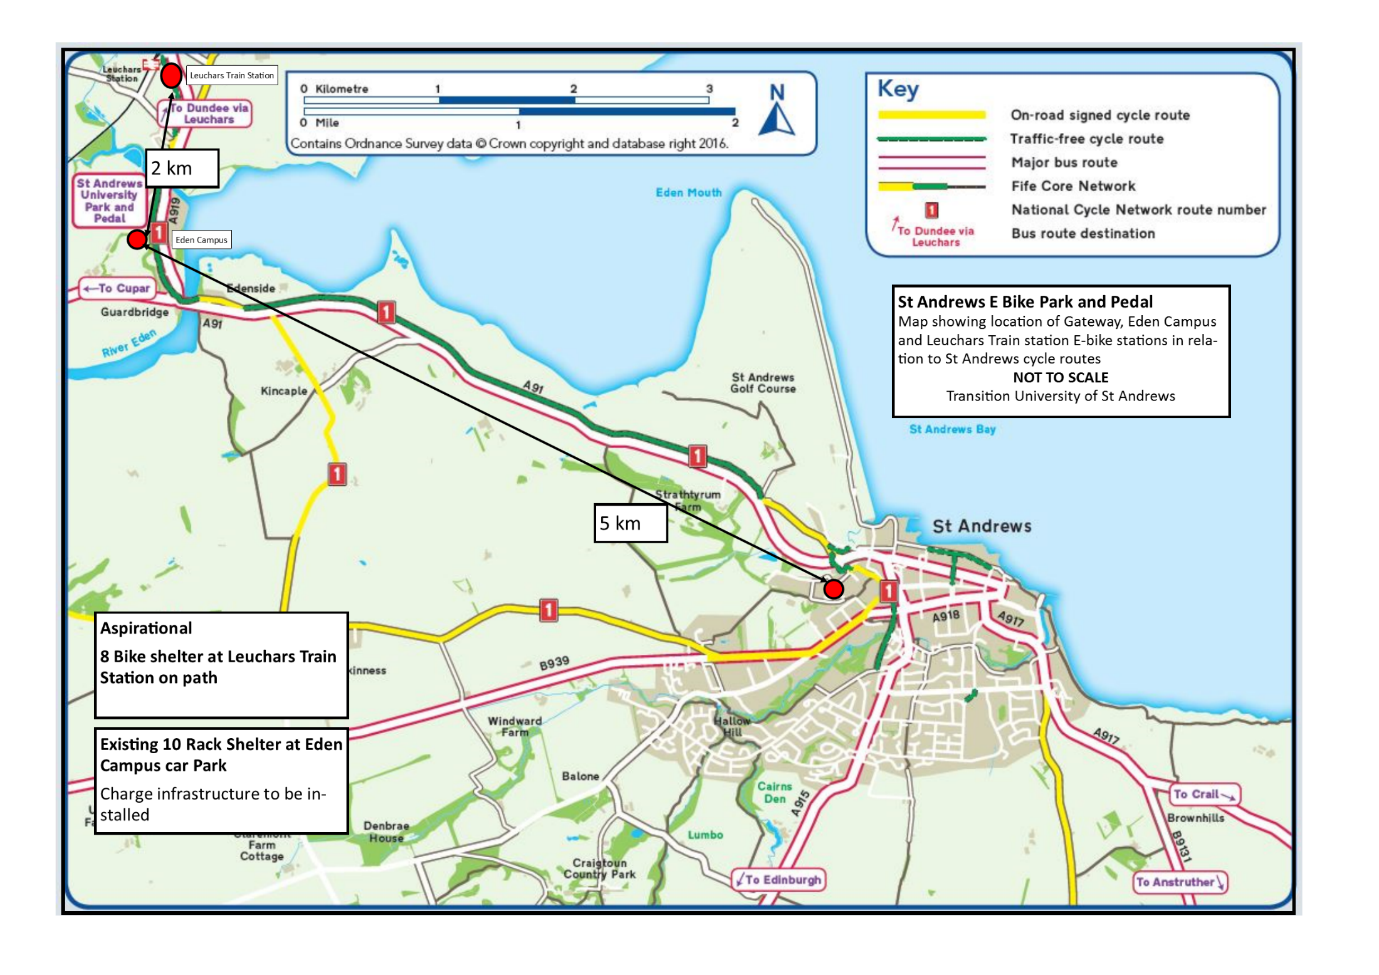 Leuchars
Station
Leuchars Train Station
To Dundee via
Leuchars
2 km
St Andrews
University
Park and
Pedal
A919
1
Eden Campus
←To Cupar
Guardbridge
River Eden
Edenside
A91
1
Kincaple
A91
1
0 Kilometre 1 2 3
0 Mile 1 2
N
Contains Ordnance Survey data © Crown copyright and database right 2016.
Key
On-road signed cycle route
Traffic-free cycle route
Major bus route
Fife Core Network
1 National Cycle Network route number
To Dundee via
Leuchars
Bus route destination
Eden Mouth
St Andrews E Bike Park and Pedal
Map showing location of Gateway, Eden Campus
and Leuchars Train station E-bike stations in rela-
tion to St Andrews cycle routes
NOT TO SCALE
Transition University of St Andrews
St Andrews
Golf Course
St Andrews Bay
1
Strathtyrum
Farm
5 km
St Andrews
1
A918
A917
1
B939
kinness
Aspirational
8 Bike shelter at Leuchars Train
Station on path
Existing 10 Rack Shelter at Eden
Campus car Park
Charge infrastructure to be in-
stalled
Windward
Farm
Hallow
Hill
Balone
Cairns
Den
A915
A917
To Crail→
Brownhills
B9131
Denbrae
House
Farm
Cottage
Lumbo
Craigtoun
Country Park
To Edinburgh
To Anstruther